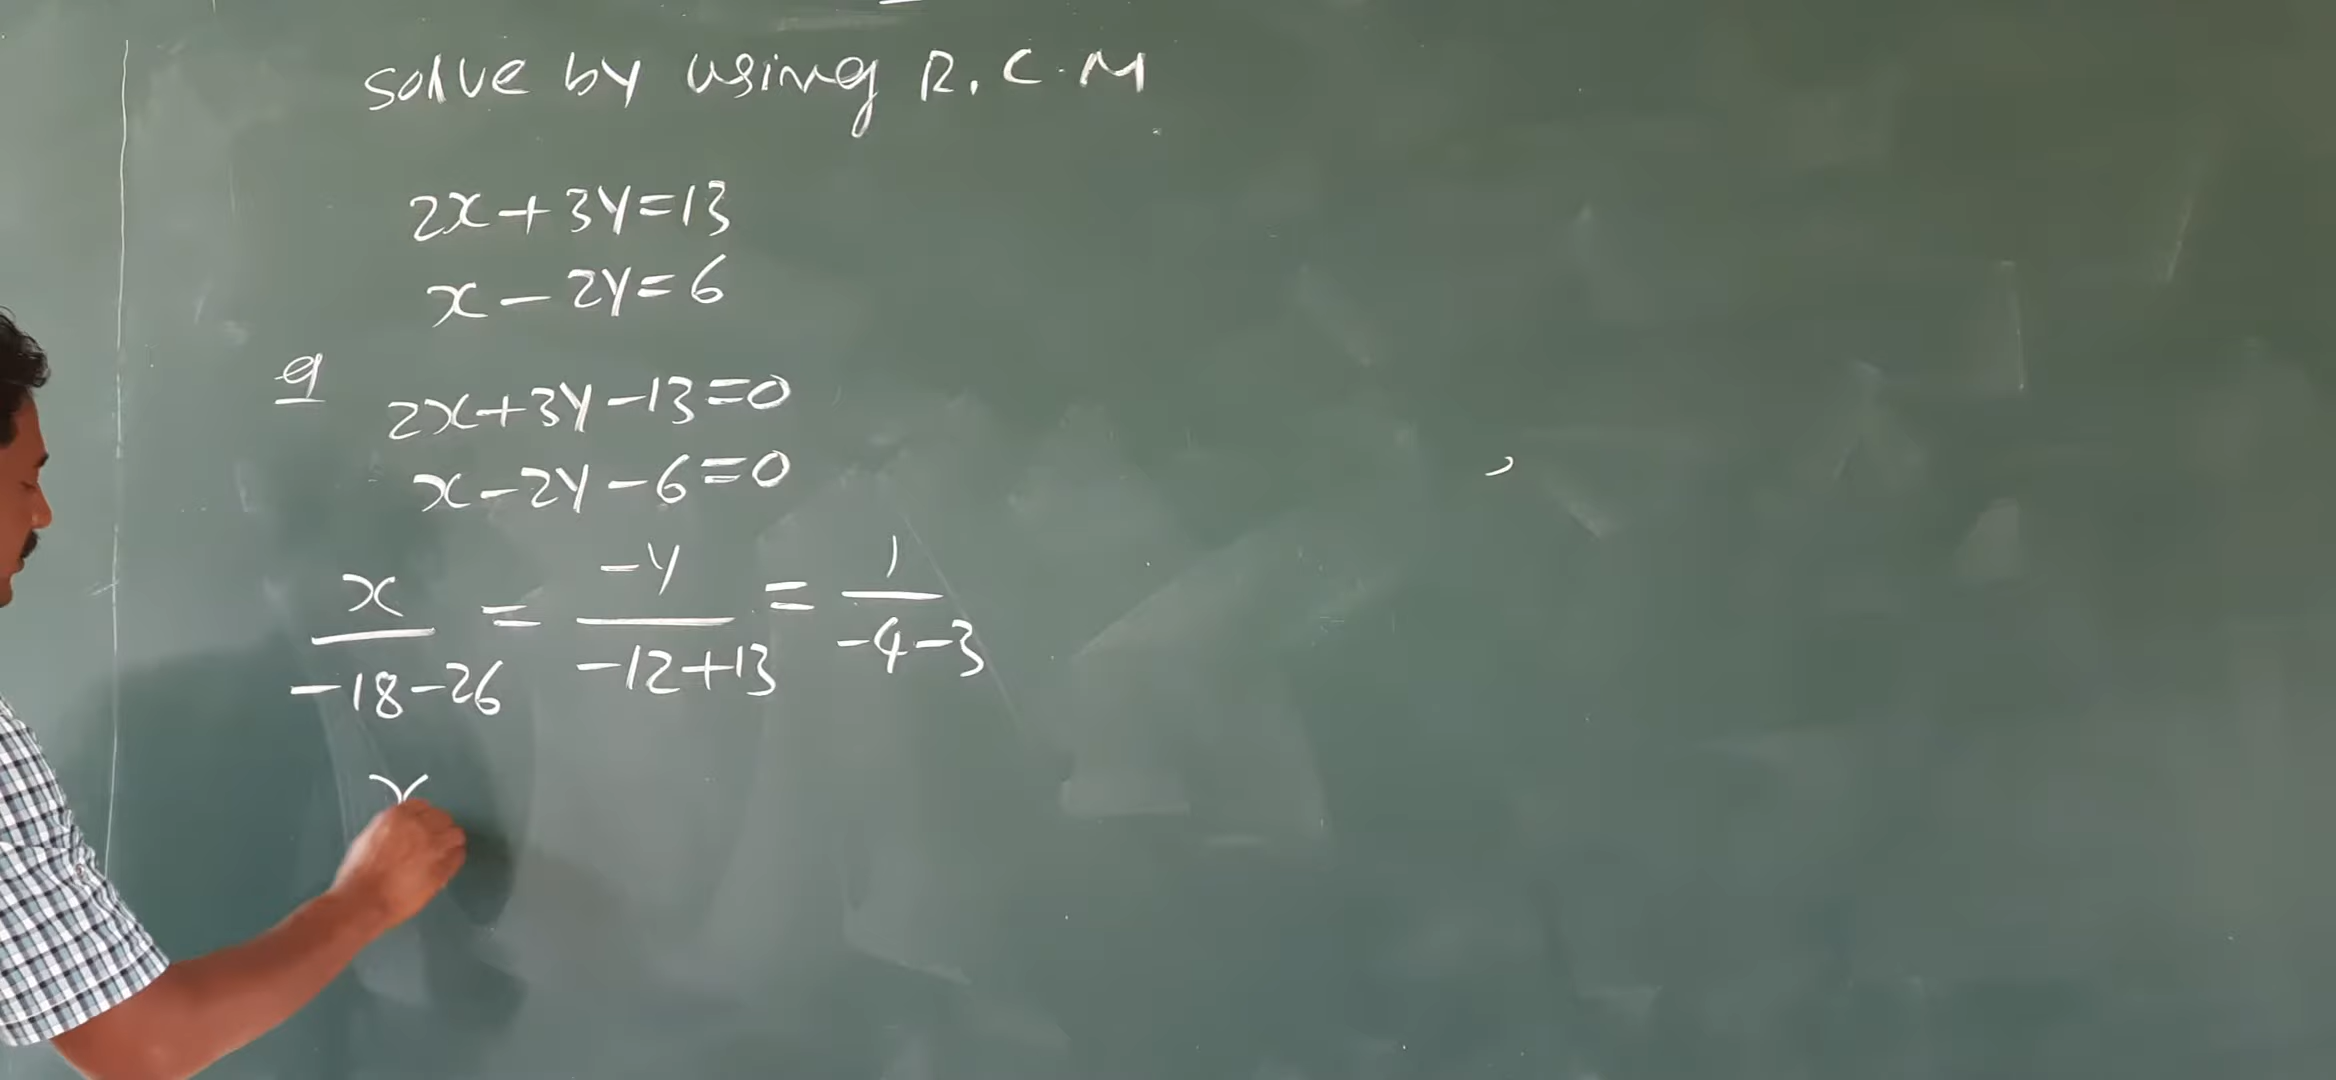 solve by using R.C.M
2x+3y=13
x-2y=6
2x+3y-13=0
x-2y-6=0
x/-18-26 = -y/-12+13 = 1/-4-3
x